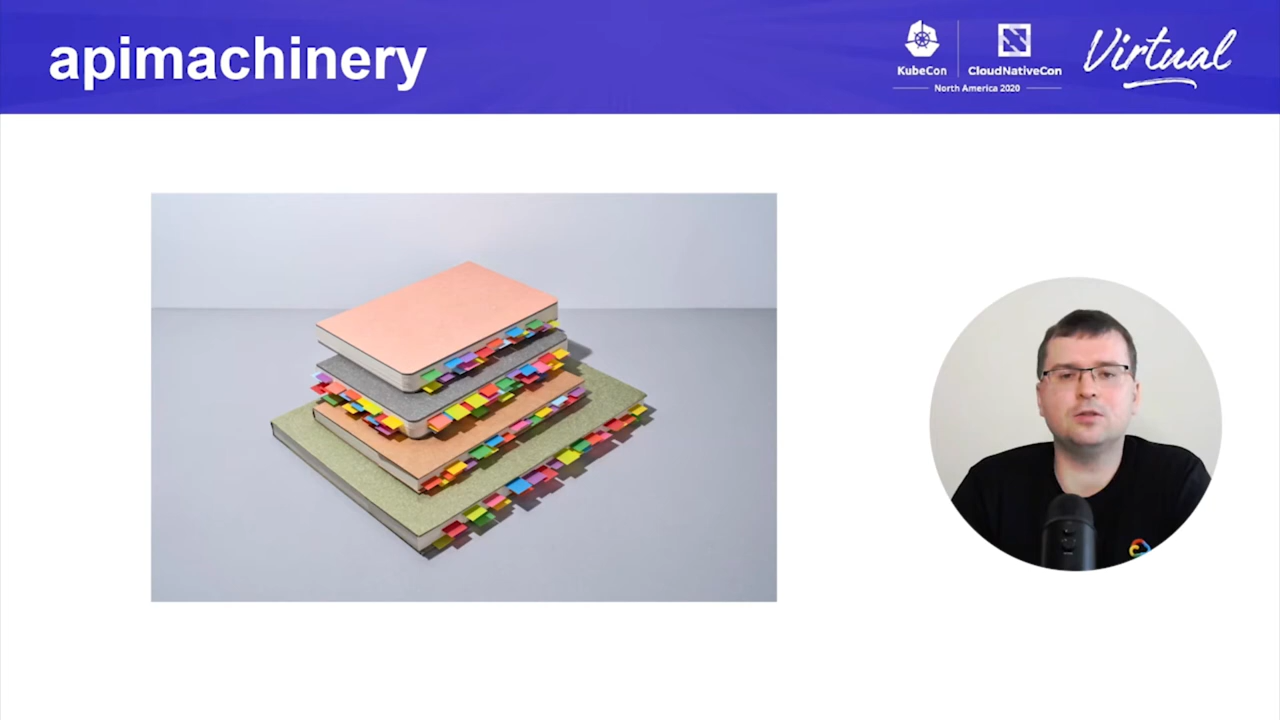 apimachinery
KubeCon
CloudNativeCon
North America 2020
Virtual